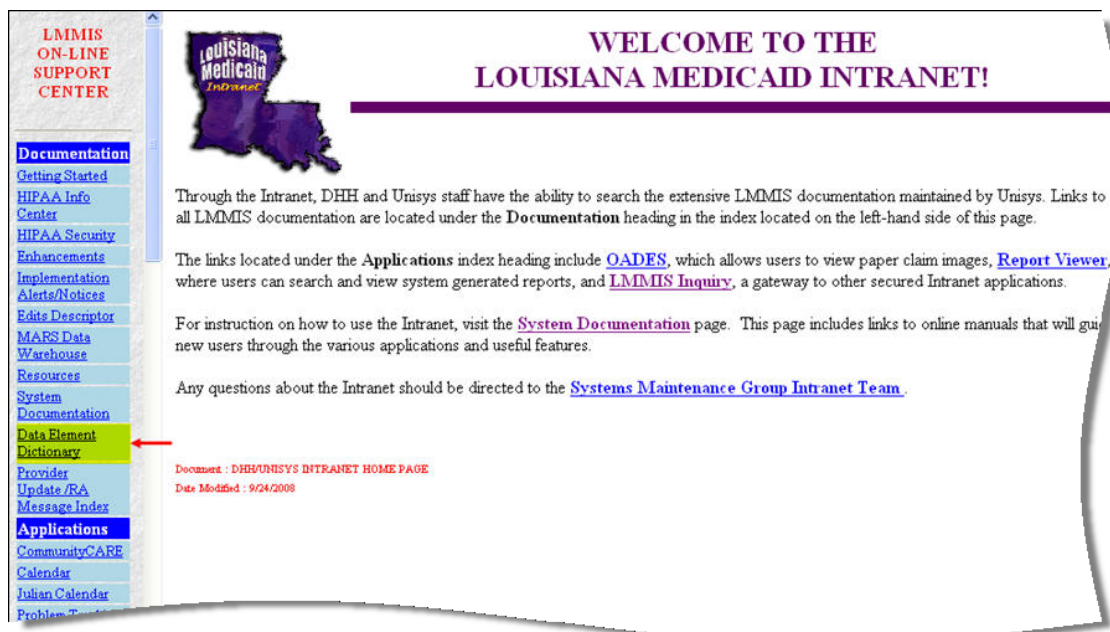 LMMIS
ON-LINE
SUPPORT
CENTER
Documentation
Getting Started
HIPAA Info
Center
HIPAA Security
Enhancements
Implementation
Alerts/Notices
Edits Descriptor
MARS Data
Warehouse
Resources
System
Documentation
Data Element
Dictionary
Provider
Update /RA
Message Index
Applications
CommunityCARE
Calendar
Julian Calendar
Problem
Louisiana
Medicaid
Intranet
WELCOME TO THE
LOUISIANA MEDICAID INTRANET!
Through the Intranet, DHH and Unisys staff have the ability to search the extensive LMMIS documentation maintained by Unisys. Links to
all LMMIS documentation are located under the Documentation heading in the index located on the left-hand side of this page.
The links located under the Applications index heading include OADES, which allows users to view paper claim images, Report Viewer,
where users can search and view system generated reports, and LMMIS Inquiry, a gateway to other secured Intranet applications.
For instruction on how to use the Intranet, visit the System Documentation page. This page includes links to online manuals that will
new users through the various applications and useful features.
Any questions about the Intranet should be directed to the Systems Maintenance Group Intranet Team .
Document : DHH/UNISYS INTRANET HOME PAGE
Date Modified : 9/24/2008